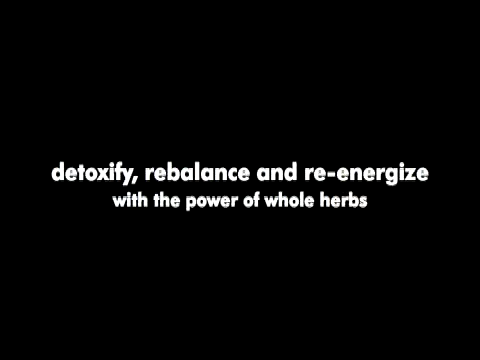 detoxify, rebalance and re-energize
with the power of whole herbs